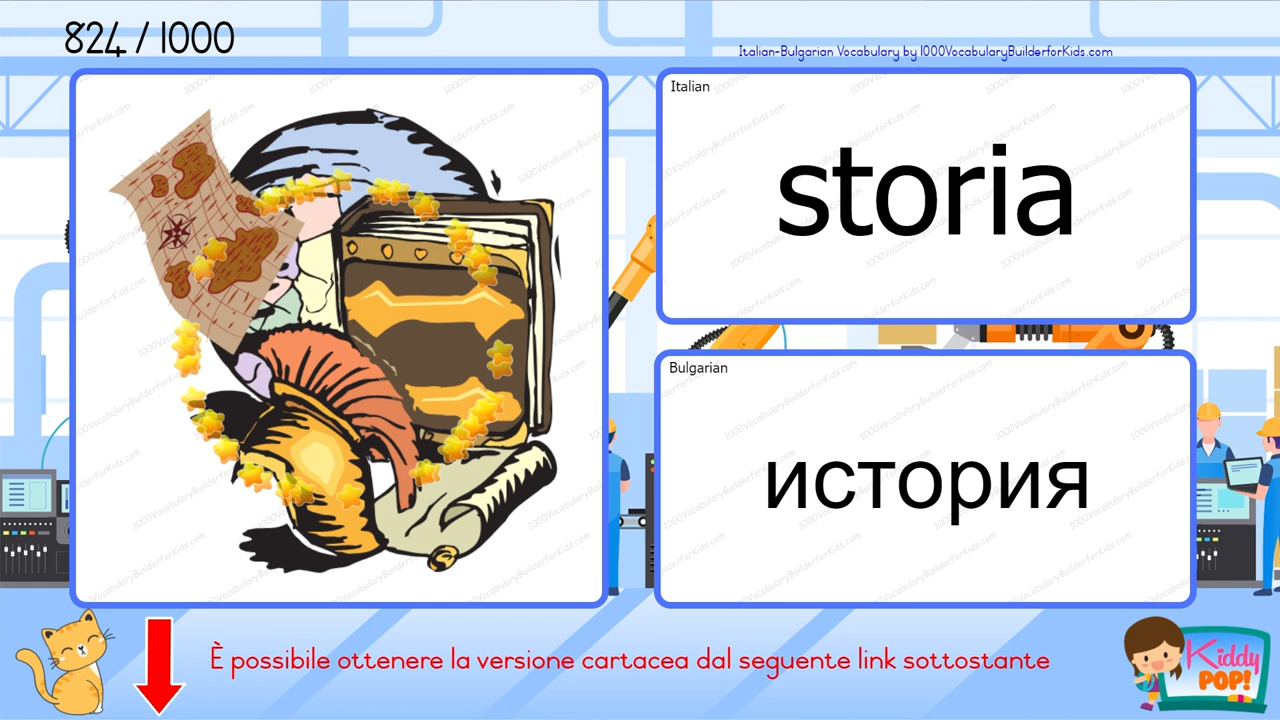 824 / 1000
Italian-Bulgarian Vocabulary by 1000VocabularyBuilderforKids.com
Italian
storia
Bulgarian
история
È possibile ottenere la versione cartacea dal seguente link sottostante
Kiddy
POP!